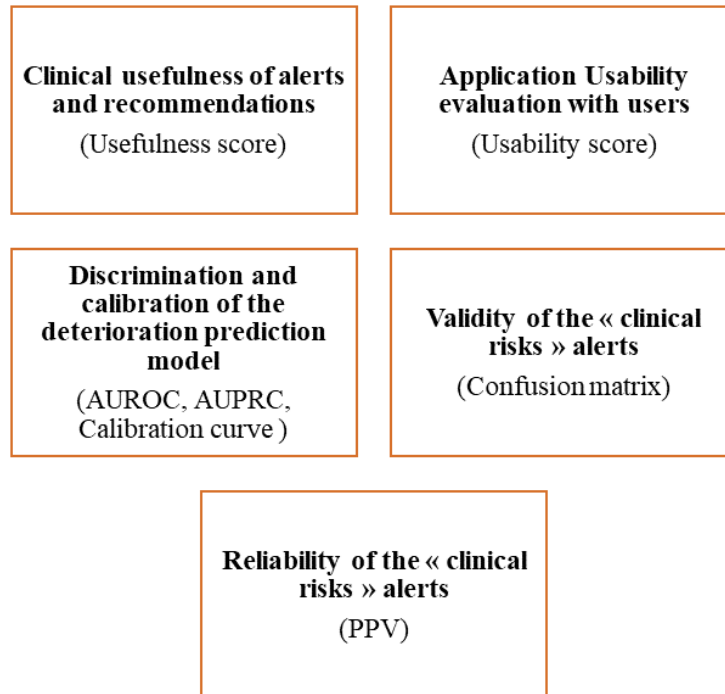 Clinical usefulness of alerts
and recommendations
(Usefulness score)
Application Usability
evaluation with users
(Usability score)
Discrimination and
calibration of the
deterioration prediction
model
(AUROC, AUPRC,
Calibration curve )
Validity of the « clinical
risks » alerts
(Confusion matrix)
Reliability of the « clinical
risks » alerts
(PPV)